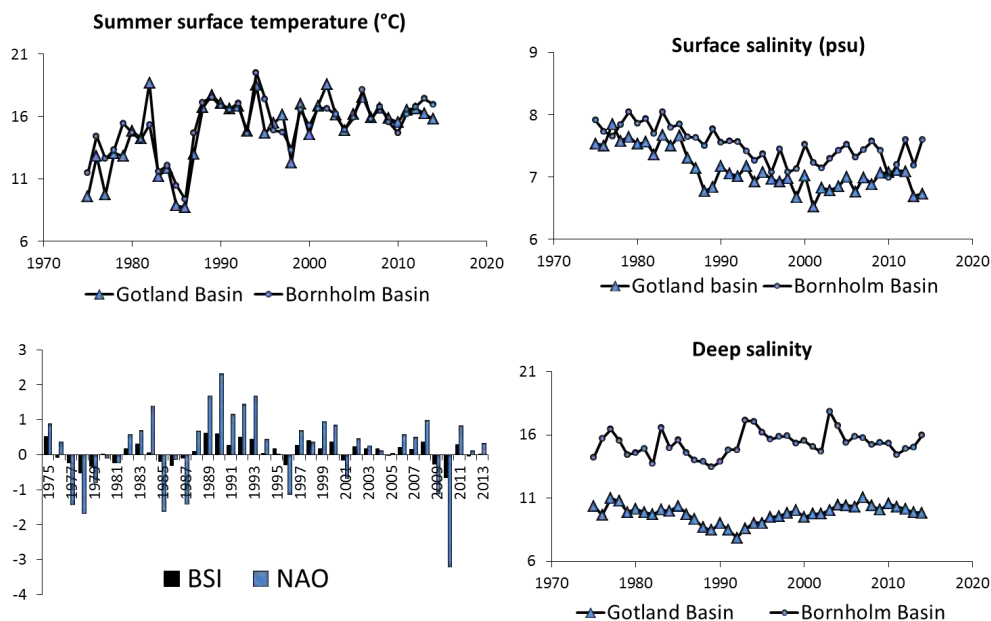 Summer surface temperature (°C)
21
16
11
6
1970 1980 1990 2000 2010 2020
Gotland Basin Bornholm Basin
Surface salinity (psu)
9
8
7
6
1970 1980 1990 2000 2010 2020
Gotland basin Bornholm Basin
3
2
1
0
-1
-2
-3
-4
1975 1977 1979 1981 1983 1985 1987 1989 1991 1993 1995 1997 1999 2001 2003 2005 2007 2009 2011 2013
BSI NAO
Deep salinity
21
16
11
6
1970 1980 1990 2000 2010 2020
Gotland Basin Bornholm Basin